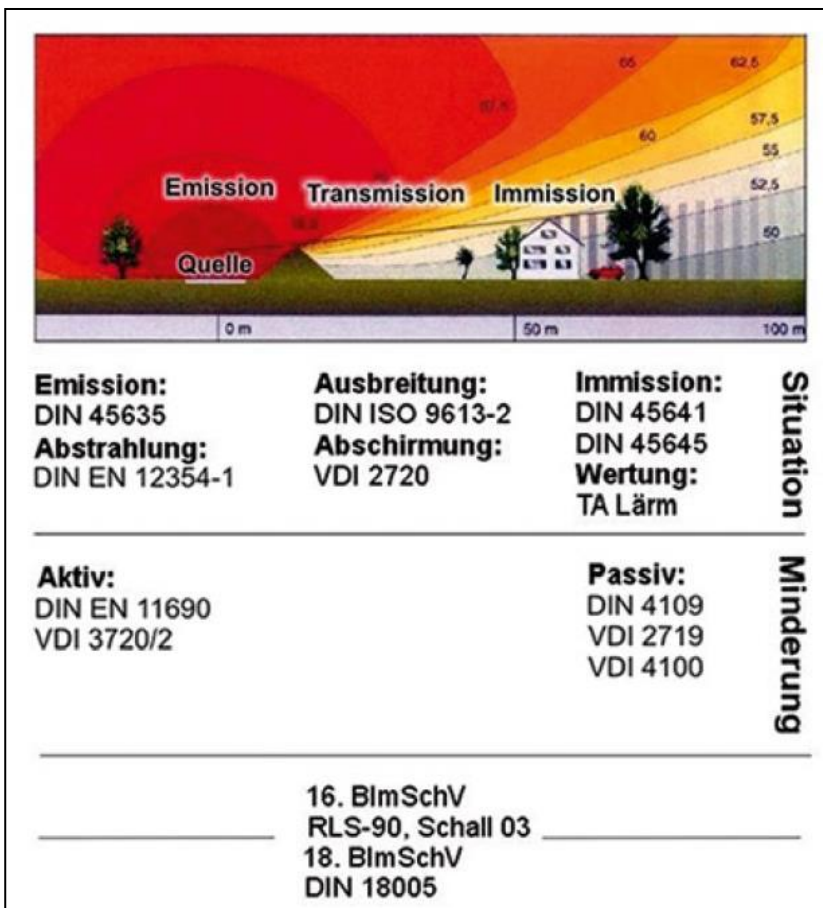 65
62,5
67,5
60
57,5
55
52,5
50
Emission
Transmission
Immission
Quelle
0 m
50 m
100 m
Emission:
DIN 45635
Abstrahlung:
DIN EN 12354-1
Ausbreitung:
DIN ISO 9613-2
Abschirmung:
VDI 2720
Immission:
DIN 45641
DIN 45645
Wertung:
TA Lärm
Situation
Aktiv:
DIN EN 11690
VDI 3720/2
Passiv:
DIN 4109
VDI 2719
VDI 4100
Minderung
16. BImSchV
RLS-90, Schall 03
18. BImSchV
DIN 18005